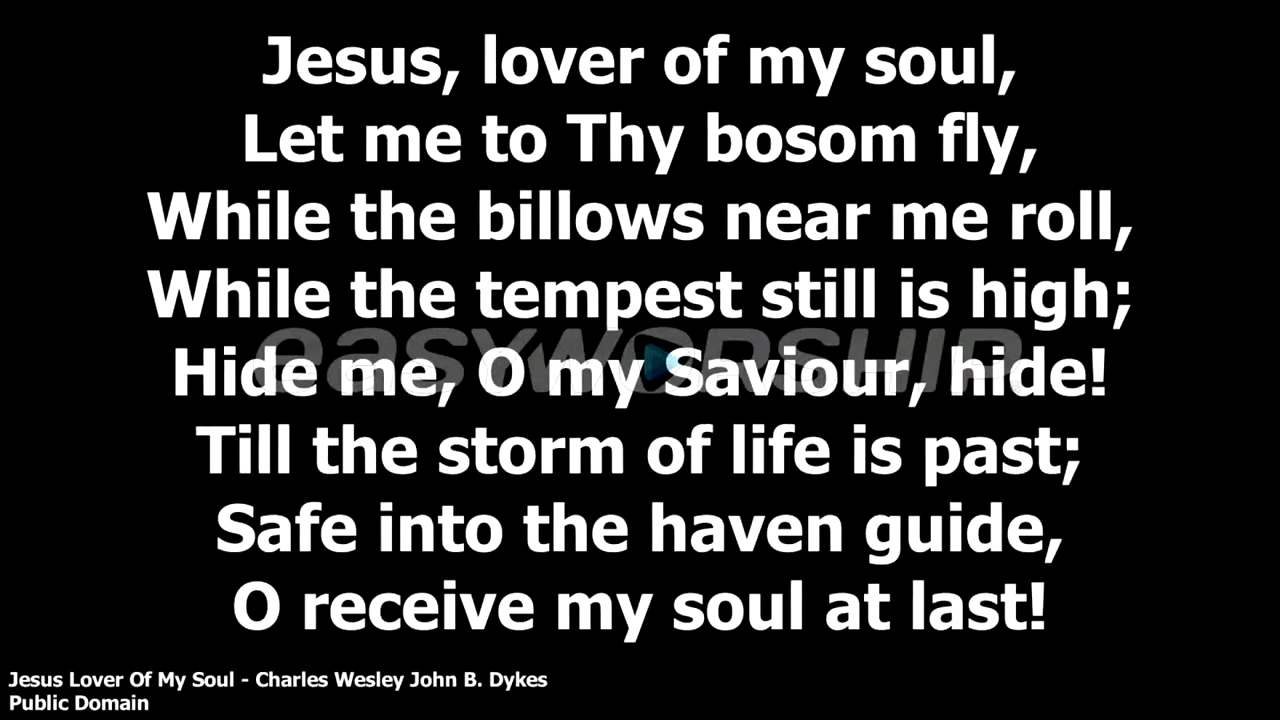 Jesus, lover of my soul,
Let me to Thy bosom fly,
While the billows near me roll,
While the tempest still is high;
easyworship
Hide me, O my Saviour, hide!
Till the storm of life is past;
Safe into the haven guide,
O receive my soul at last!
Jesus Lover Of My Soul - Charles Wesley John B. Dykes
Public Domain